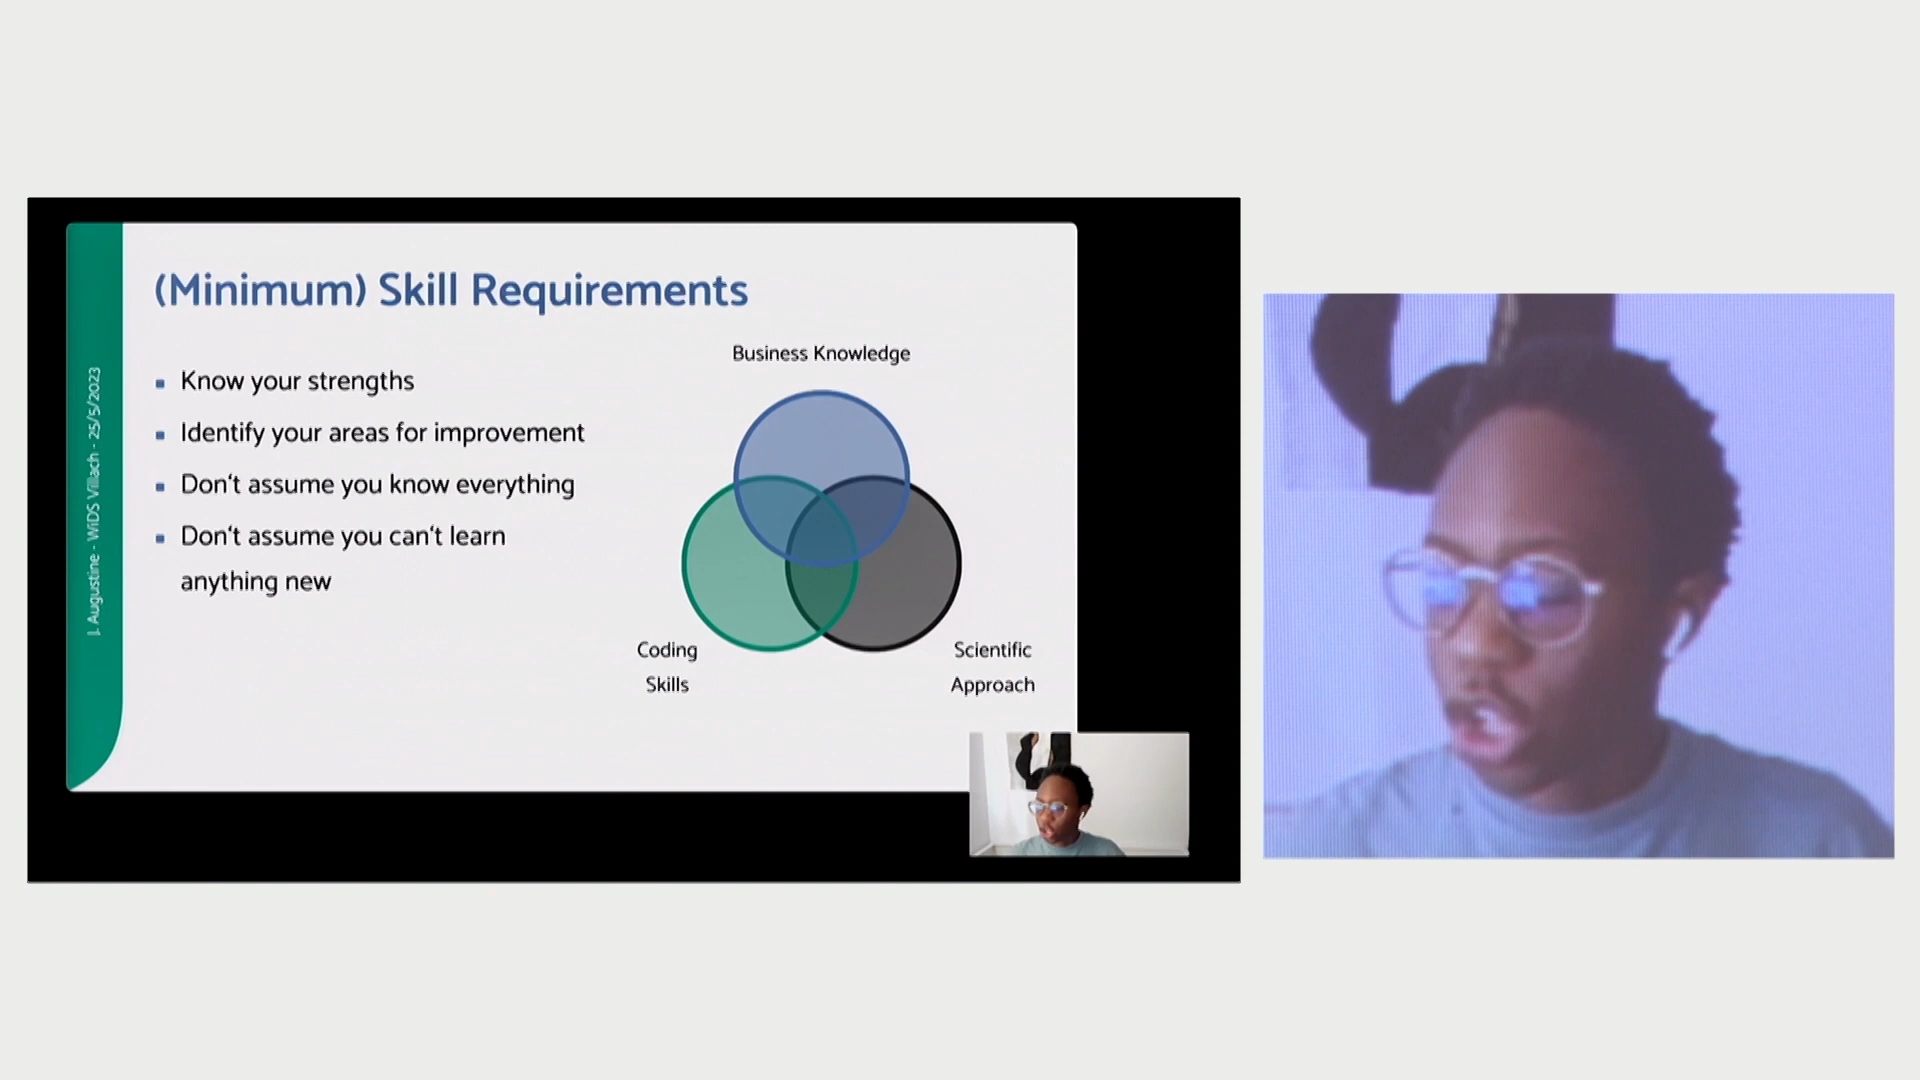 (Minimum) Skill Requirements
Know your strengths
Identify your areas for improvement
Don‘t assume you know everything
Don‘t assume you can‘t learn
anything new
Business Knowledge
Coding
Skills
Scientific
Approach
J. Augustine - WiDS Villach - 25/5/2023